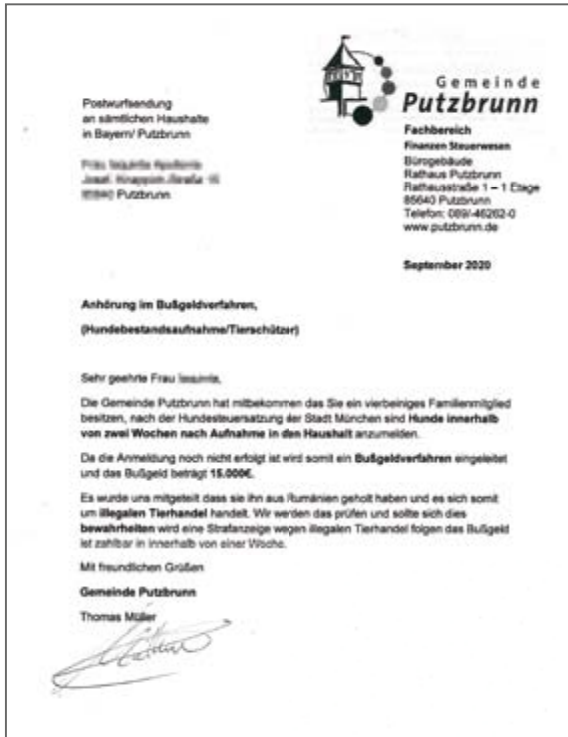 Gemeinde
Putzbrunn
Postwurfsendung
an sämtlichen Haushalte
in Bayern/ Putzbrunn
Frau
Putzbrunn
Fachbereich
Finanzen Steuerwesen
Bürogebäude
Rathaus Putzbrunn
Rathausstraße 1 – 1 Etage
85640 Putzbrunn
Telefon: 089/-46262-0
www.putzbrunn.de
September 2020
Anhörung im Bußgeldverfahren,
(Hundebestandsaufnahme/Tierschützer)
Sehr geehrte Frau
Die Gemeinde Putzbrunn hat mitbekommen das Sie ein vierbeiniges Familienmitglied
besitzen, nach der Hundesteuersatzung der Stadt München sind Hunde innerhalb
von zwei Wochen nach Aufnahme in den Haushalt anzumelden.
Da die Anmeldung noch nicht erfolgt ist wird somit ein Bußgeldverfahren eingeleitet
und das Bußgeld beträgt 15.000€.
Es wurde uns mitgeteilt dass sie ihn aus Rumänien geholt haben und es sich somit
um illegalen Tierhandel handelt. Wir werden das prüfen und sollte sich dies
bewahrheiten wird eine Strafanzeige wegen illegalen Tierhandel folgen das Bußgeld
ist zahlbar in innerhalb von einer Woche.
Mit freundlichen Grüßen
Gemeinde Putzbrunn
Thomas Müller